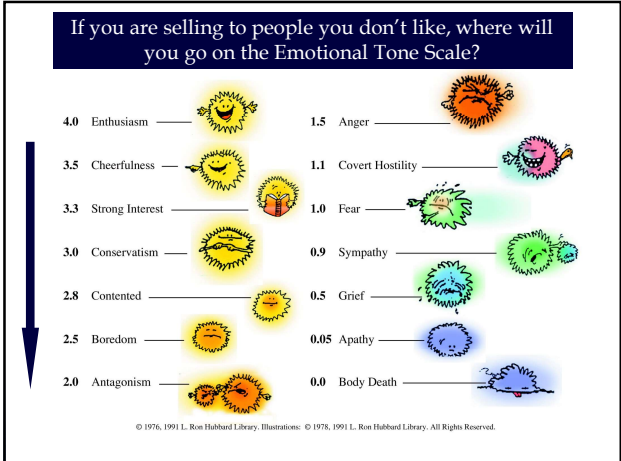 If you are selling to people you don’t like, where will
you go on the Emotional Tone Scale?
4.0 Enthusiasm
3.5 Cheerfulness
3.3 Strong Interest
3.0 Conservatism
2.8 Contented
2.5 Boredom
2.0 Antagonism
1.5 Anger
1.1 Covert Hostility
1.0 Fear
0.9 Sympathy
0.5 Grief
0.05 Apathy
0.0 Body Death
© 1976, 1991 L. Ron Hubbard Library. Illustrations: © 1978, 1991 L. Ron Hubbard Library. All Rights Reserved.